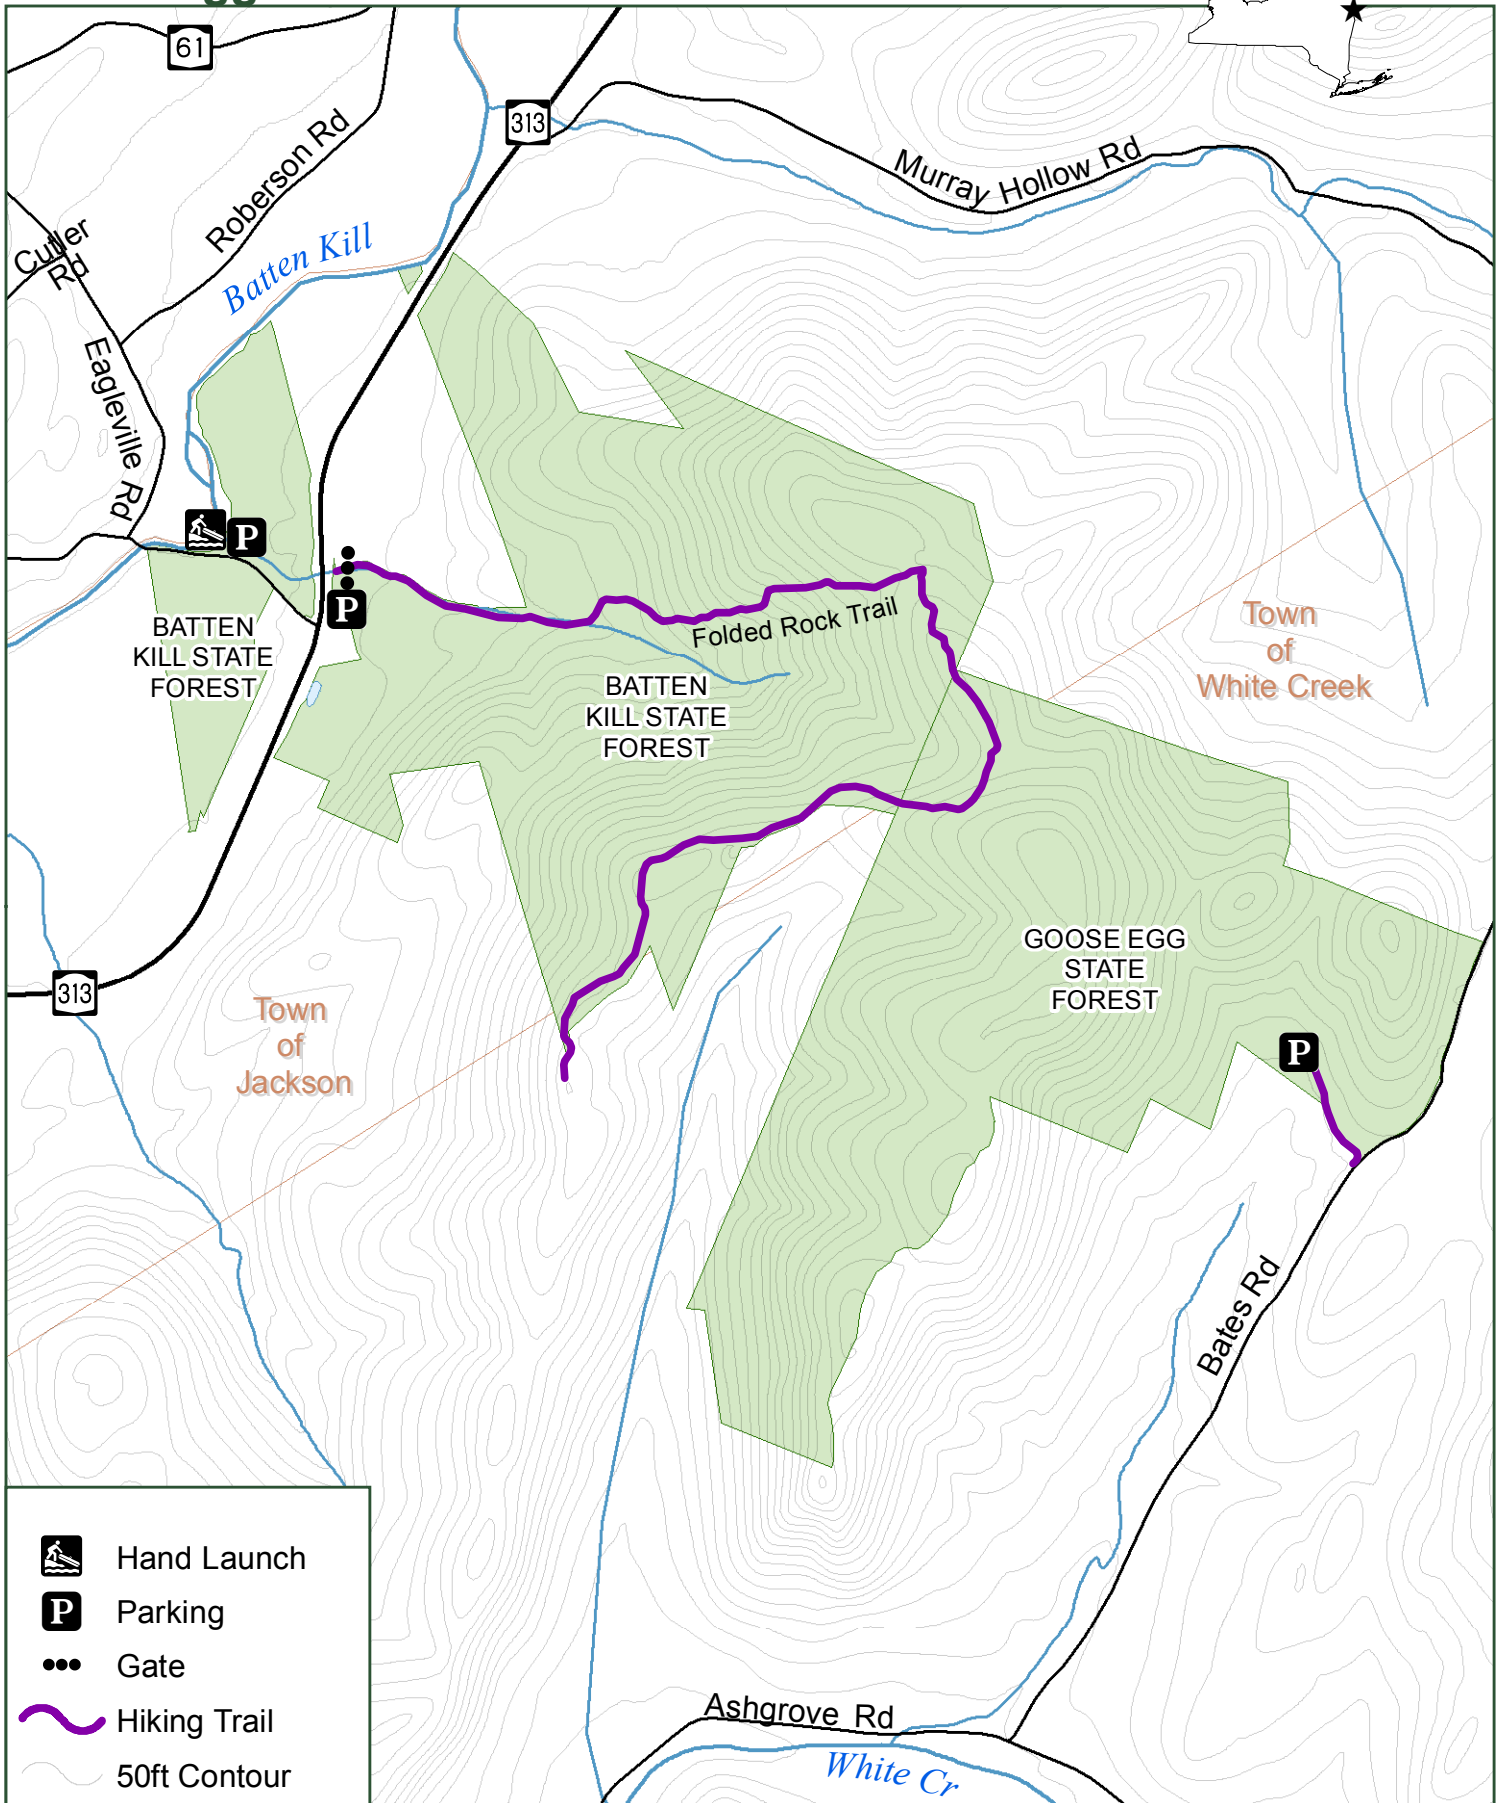 61
313
Roberson Rd
Murray Hollow Rd
Cutler
Rd
Batten Kill
Eagleville Rd
P
P
Folded Rock Trail
BATTEN
KILL STATE
FOREST
BATTEN
KILL STATE
FOREST
Town
of
White Creek
GOOSE EGG
STATE
FOREST
313
Town
of
Jackson
P
Bates Rd
Ashgrove Rd
White Cr
Hand Launch
P Parking
Gate
Hiking Trail
50ft Contour